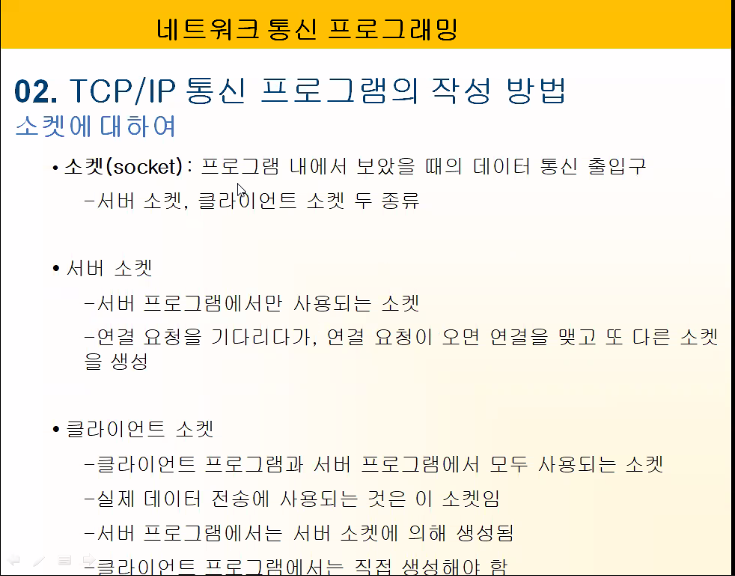 네트워크 통신 프로그래밍
02. TCP/IP 통신 프로그램의 작성 방법
소켓에 대하여
• 소켓(socket) : 프로그램 내에서 보았을 때의 데이터 통신 출입구
–서버 소켓, 클라이언트 소켓 두 종류
• 서버 소켓
–서버 프로그램에서만 사용되는 소켓
–연결 요청을 기다리다가, 연결 요청이 오면 연결을 맺고 또 다른 소켓
을 생성
• 클라이언트 소켓
–클라이언트 프로그램과 서버 프로그램에서 모두 사용되는 소켓
–실제 데이터 전송에 사용되는 것은 이 소켓임
–서버 프로그램에서는 서버 소켓에 의해 생성됨
–클라이언트 프로그램에서는 직접 생성해야 함